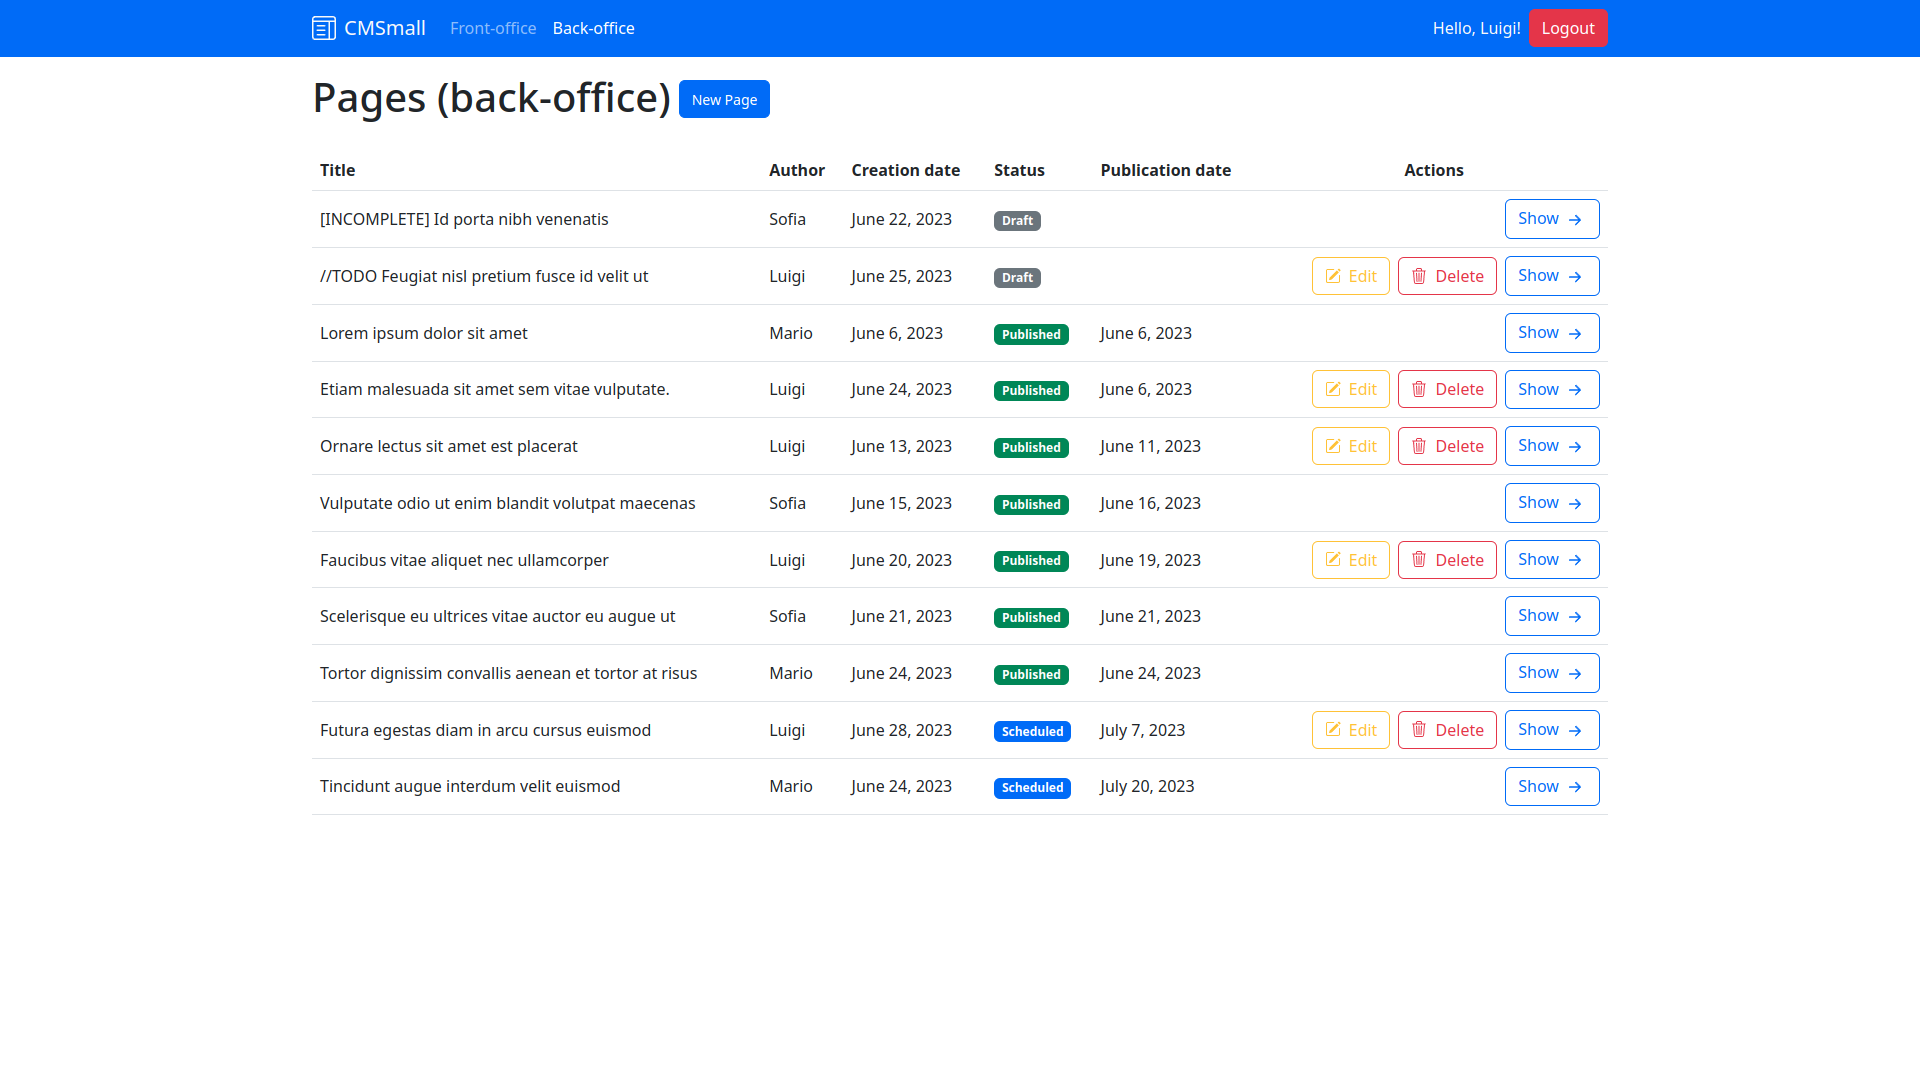 CMSmall Front-office Back-office Hello, Luigi! Logout
Pages (back-office) New Page
Title Author Creation date Status Publication date Actions
[INCOMPLETE] Id porta nibh venenatis Sofia June 22, 2023 Draft Show
//TODO Feugiat nisl pretium fusce id velit ut Luigi June 25, 2023 Draft Edit Delete Show
Lorem ipsum dolor sit amet Mario June 6, 2023 Published June 6, 2023 Show
Etiam malesuada sit amet sem vitae vulputate. Luigi June 24, 2023 Published June 6, 2023 Edit Delete Show
Ornare lectus sit amet est placerat Luigi June 13, 2023 Published June 11, 2023 Edit Delete Show
Vulputate odio ut enim blandit volutpat maecenas Sofia June 15, 2023 Published June 16, 2023 Show
Faucibus vitae aliquet nec ullamcorper Luigi June 20, 2023 Published June 19, 2023 Edit Delete Show
Scelerisque eu ultrices vitae auctor eu augue ut Sofia June 21, 2023 Published June 21, 2023 Show
Tortor dignissim convallis aenean et tortor at risus Mario June 24, 2023 Published June 24, 2023 Show
Futura egestas diam in arcu cursus euismod Luigi June 28, 2023 Scheduled July 7, 2023 Edit Delete Show
Tincidunt augue interdum velit euismod Mario June 24, 2023 Scheduled July 20, 2023 Show